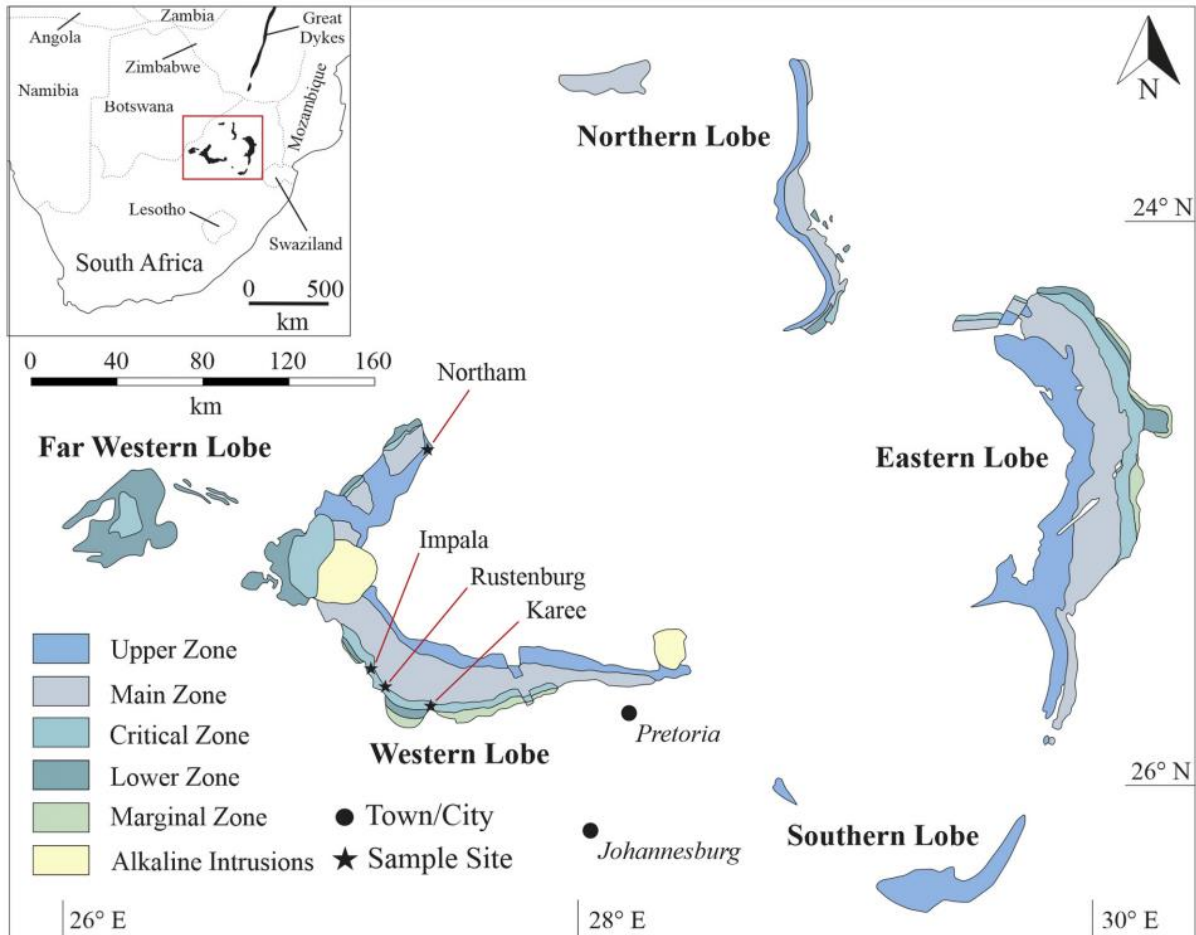 Zambia
Angola
Great
Dykes
Zimbabwe
Namibia
Botswana
Mozambique
Lesotho
Swaziland
South Africa
0 500
km
N
Northern Lobe
24° N
0 40 80 120 160
km
Northam
Far Western Lobe
Eastern Lobe
Impala
Rustenburg
Karee
Upper Zone
Main Zone
Critical Zone
Lower Zone
Marginal Zone
Alkaline Intrusions
Western Lobe
Pretoria
Town/City
Sample Site
26° N
Southern Lobe
Johannesburg
26° E
28° E
30° E